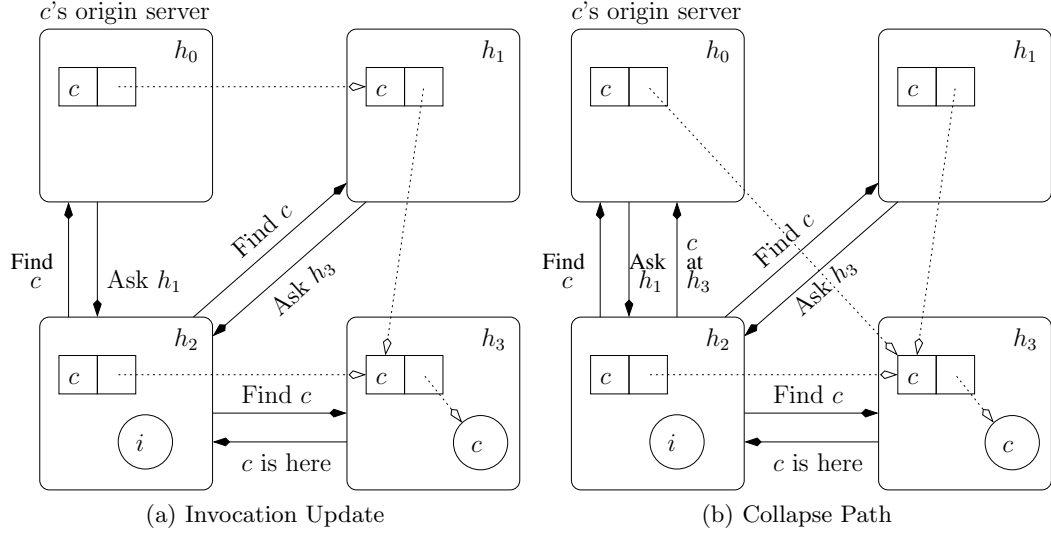 c's origin server
h0
h1
c
c
Find
c
Ask h1
Find c
Ask h3
h2
h3
c
c
Find c
i
c
c is here
(a) Invocation Update
c's origin server
h0
h1
c
c
Find
c
Ask
h1
c
at
h3
Find c
Ask h3
h2
h3
c
c
Find c
i
c
c is here
(b) Collapse Path